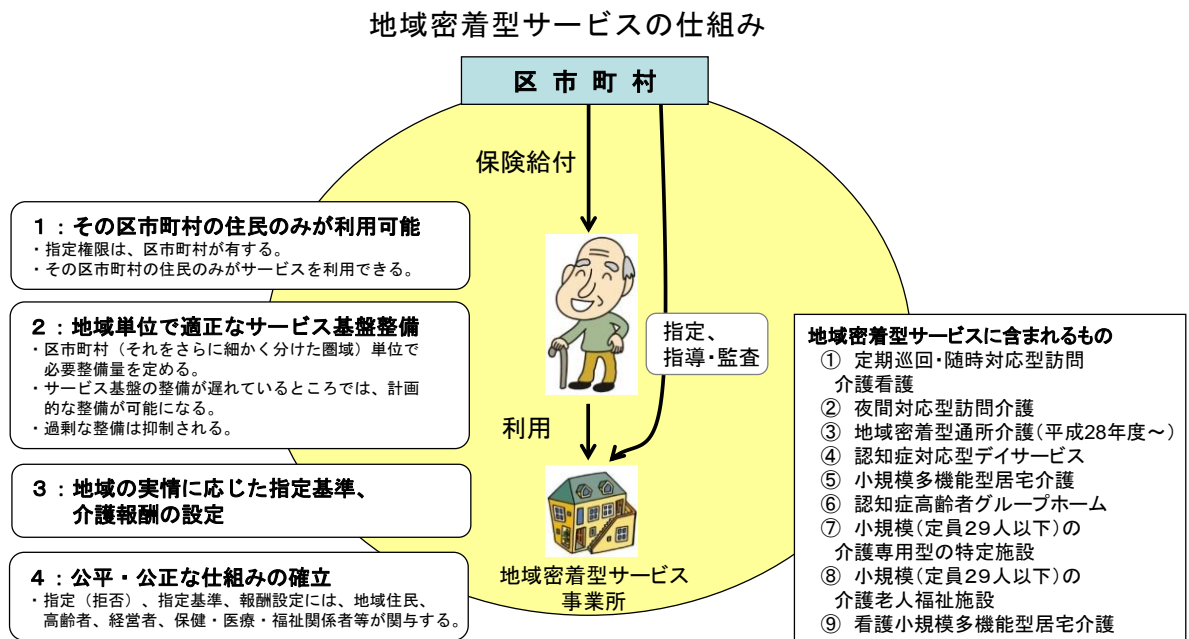 地域密着型サービスの仕組み
区市町村
保険給付
1:その区市町村の住民のみが利用可能
・指定権限は、区市町村が有する。
・その区市町村の住民のみがサービスを利用できる。
2:地域単位で適正なサービス基盤整備
・区市町村(それをさらに細かく分けた圏域)単位で
必要整備量を定める。
・サービス基盤の整備が遅れているところでは、計画
的な整備が可能になる。
・過剰な整備は抑制される。
3:地域の実情に応じた指定基準、
介護報酬の設定
4:公平・公正な仕組みの確立
・指定(拒否)、指定基準、報酬設定には、地域住民、
高齢者、経営者、保健・医療・福祉関係者等が関与する。
指定、
指導・監査
利用
地域密着型サービス
事業所
地域密着型サービスに含まれるもの
① 定期巡回・随時対応型訪問
介護看護
② 夜間対応型訪問介護
③ 地域密着型通所介護(平成28年度~)
④ 認知症対応型デイサービス
⑤ 小規模多機能型居宅介護
⑥ 認知症高齢者グループホーム
⑦ 小規模(定員29人以下)の
介護専用型の特定施設
⑧ 小規模(定員29人以下)の
介護老人福祉施設
⑨ 看護小規模多機能型居宅介護